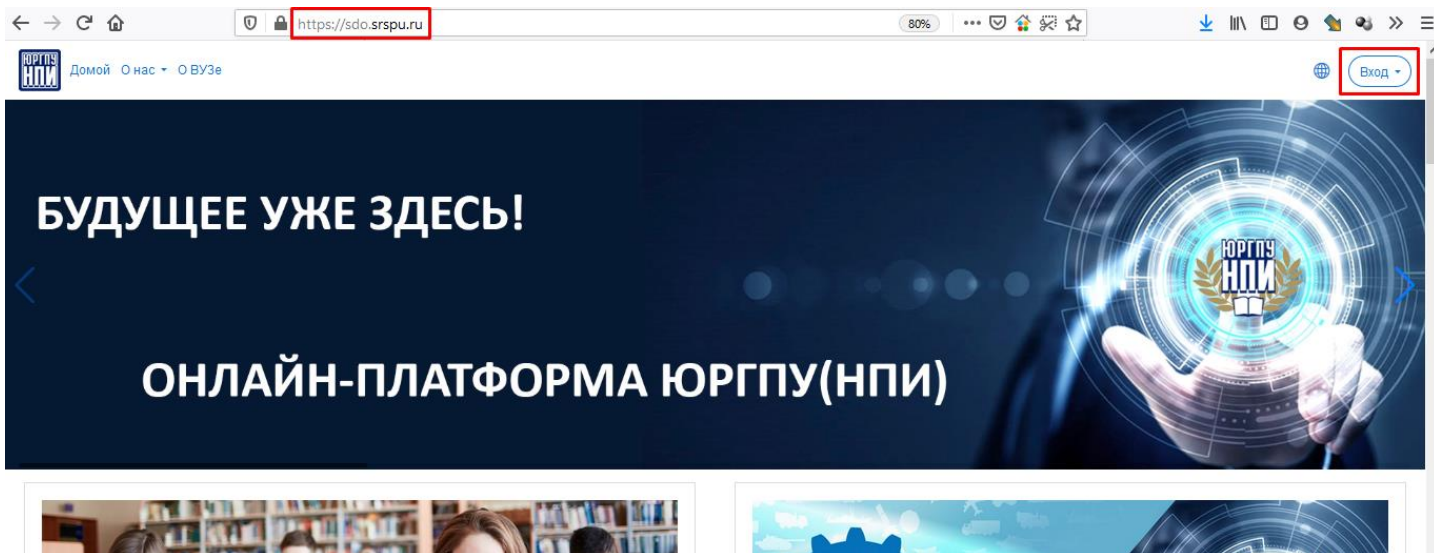 https://sdo.srspu.ru
80%
ЮРГПУ
НПИ
Домой О нас О ВУЗе
Вход
БУДУЩЕЕ УЖЕ ЗДЕСЬ!
ЮРГПУ
НПИ
ОНЛАЙН-ПЛАТФОРМА ЮРГПУ(НПИ)